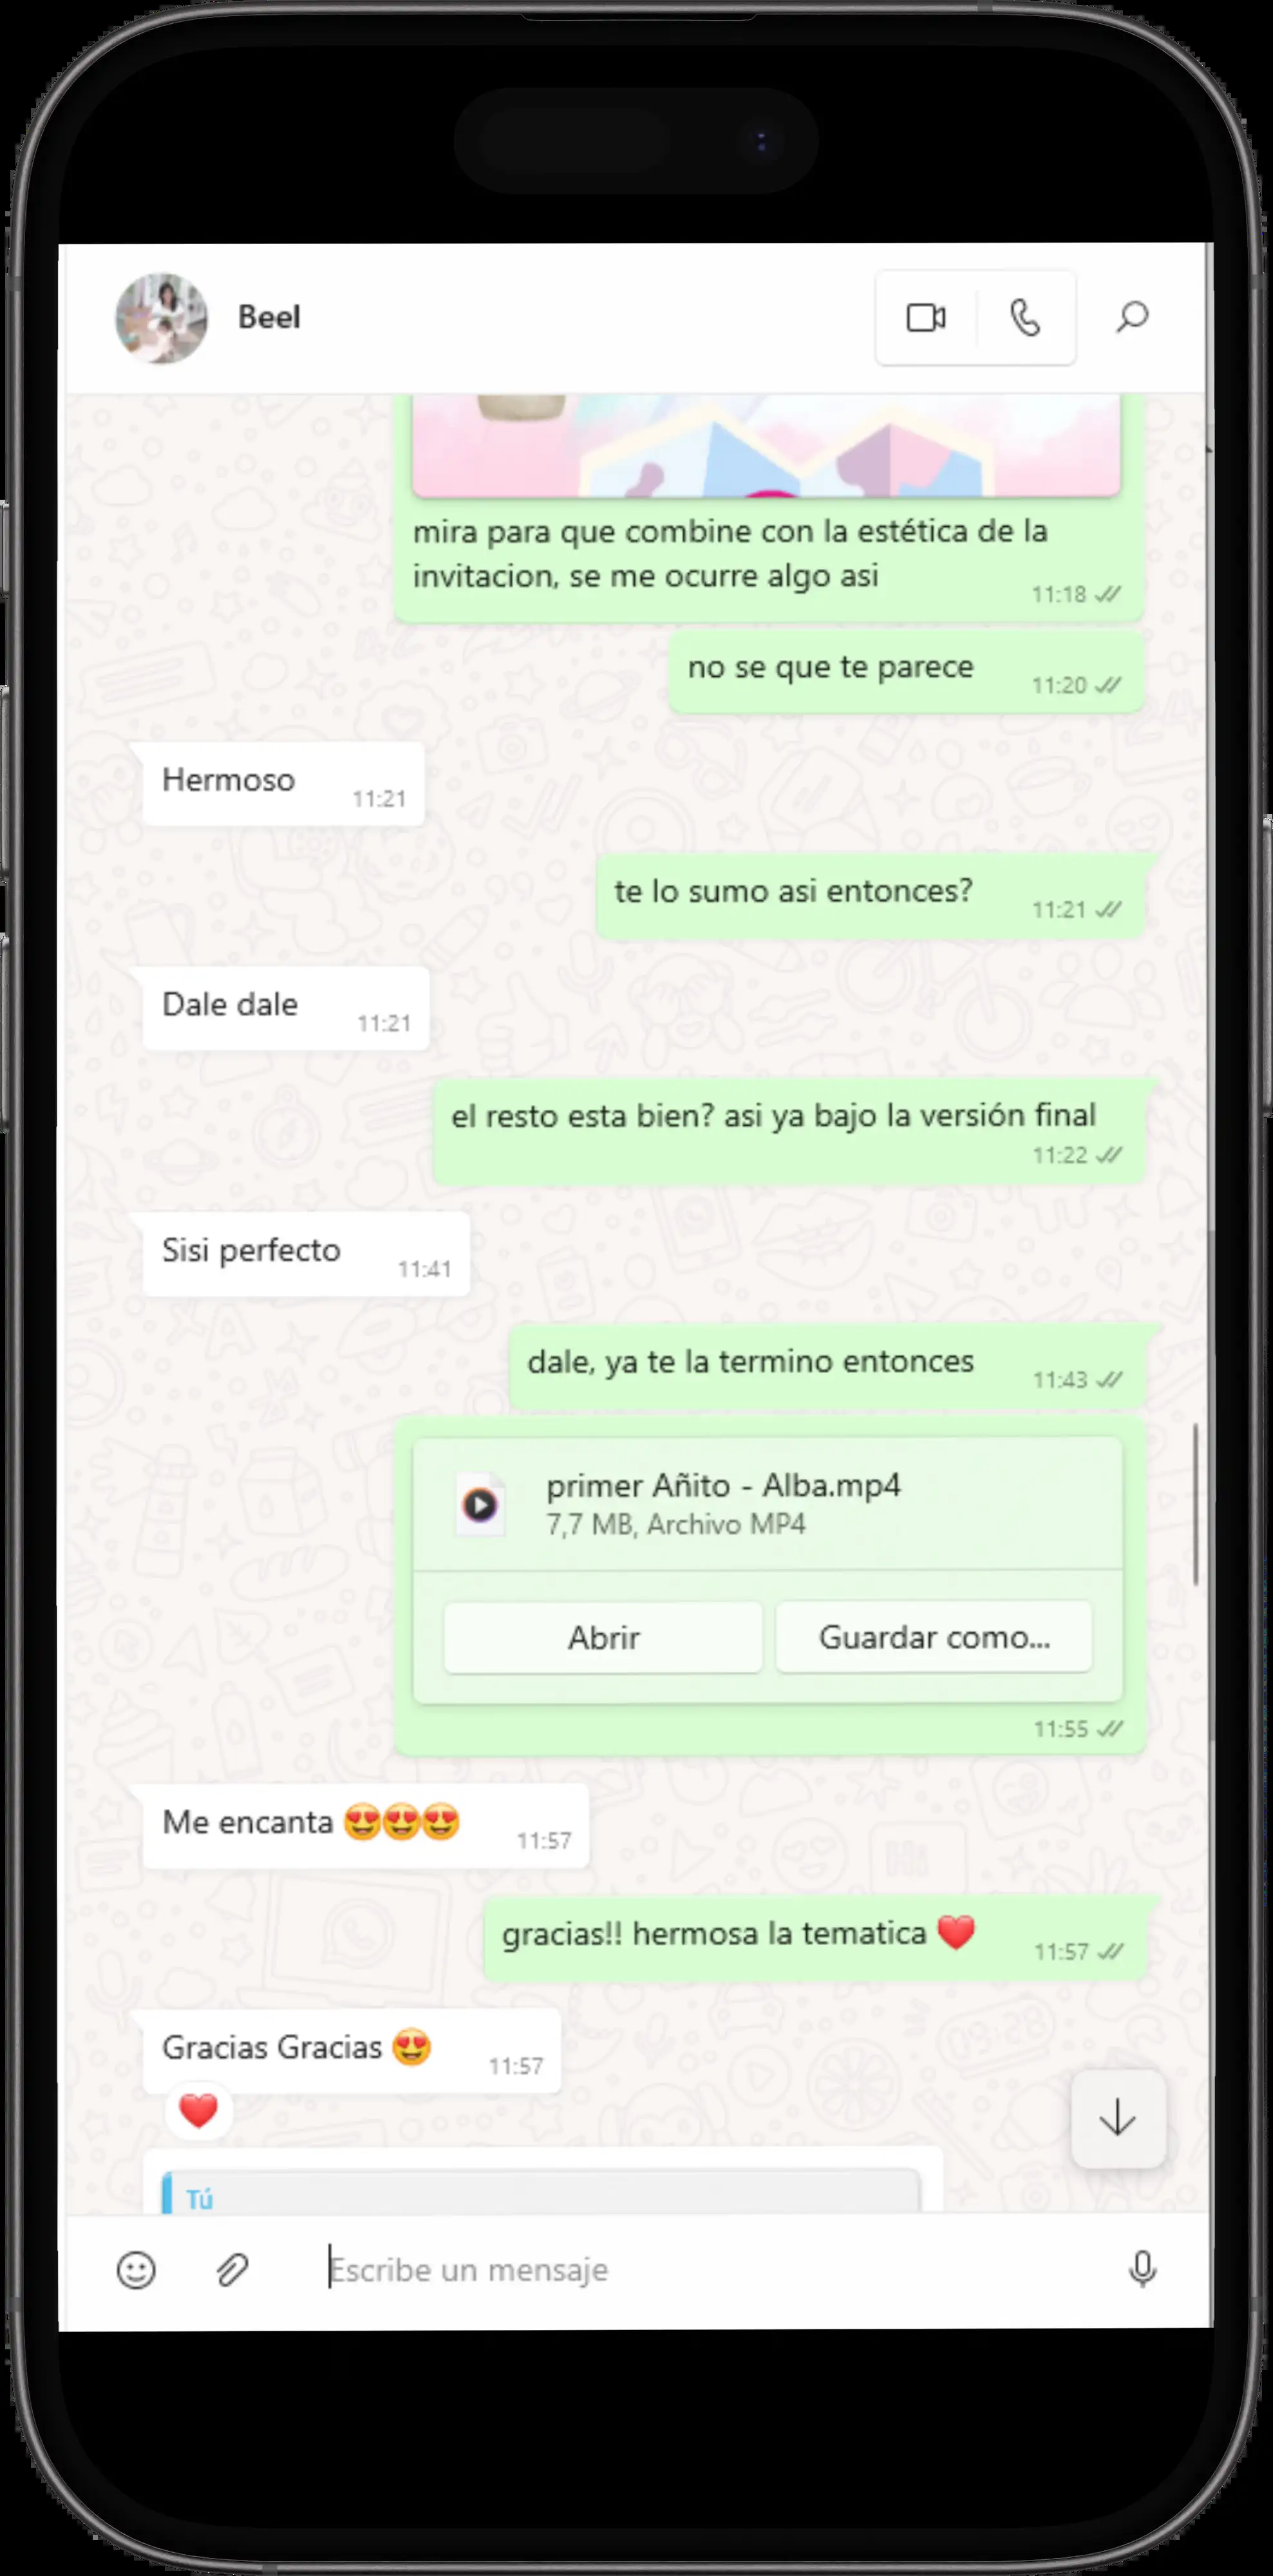 Beel
mira para que combine con la estética de la
invitacion, se me ocurre algo asi
11:18
no se que te parece
11:20
Hermoso
11:21
te lo sumo asi entonces?
11:21
Dale dale
11:21
el resto esta bien? asi ya bajo la versión final
11:22
Sisi perfecto
11:41
dale, ya te la termino entonces
11:43
primer Añito - Alba.mp4
7,7 MB, Archivo MP4
Abrir
Guardar como...
11:55
Me encanta 😍😍😍
11:57
gracias!! hermosa la tematica ❤️
11:57
Gracias Gracias 😍
11:57
❤️
Tú
Escribe un mensaje